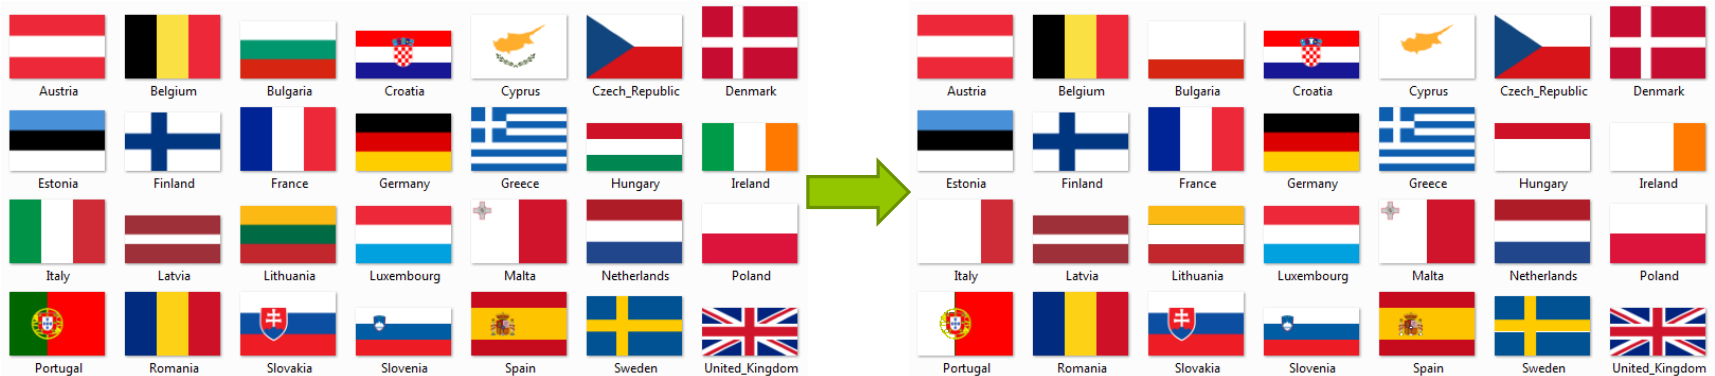 Austria Belgium Bulgaria Croatia Cyprus Czech_Republic Denmark
Estonia Finland France Germany Greece Hungary Ireland
Italy Latvia Lithuania Luxembourg Malta Netherlands Poland
Portugal Romania Slovakia Slovenia Spain Sweden United_Kingdom
Austria Belgium Bulgaria Croatia Cyprus Czech_Republic Denmark
Estonia Finland France Germany Greece Hungary Ireland
Italy Latvia Lithuania Luxembourg Malta Netherlands Poland
Portugal Romania Slovakia Slovenia Spain Sweden United_Kingdom